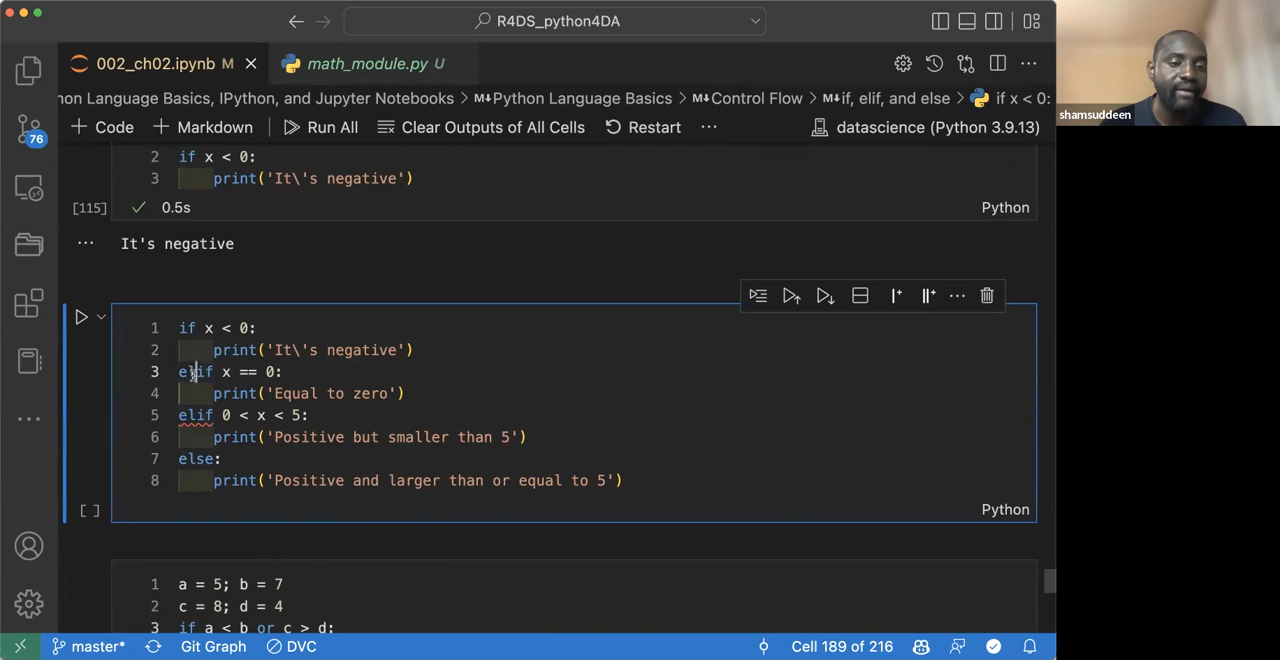 R4DS_python4DA
002_ch02.ipynb M
math_module.py U
non Language Basics, IPython, and Jupyter Notebooks > M↓Python Language Basics > M↓Control Flow > M↓if, elif, and else > if x < 0:
+ Code + Markdown Run All Clear Outputs of All Cells Restart ... datascience (Python 3.9.13)
shamsuddeen
76
2 if x < 0:
3 print('It\'s negative')
[115] 0.5s Python
... It's negative
1 if x < 0:
2 print('It\'s negative')
3 elif x == 0:
4 print('Equal to zero')
5 elif 0 < x < 5:
6 print('Positive but smaller than 5')
7 else:
8 print('Positive and larger than or equal to 5')
[ ] Python
1 a = 5; b = 7
2 c = 8; d = 4
3 if a < b or c > d:
master* Git Graph DVC Cell 189 of 216